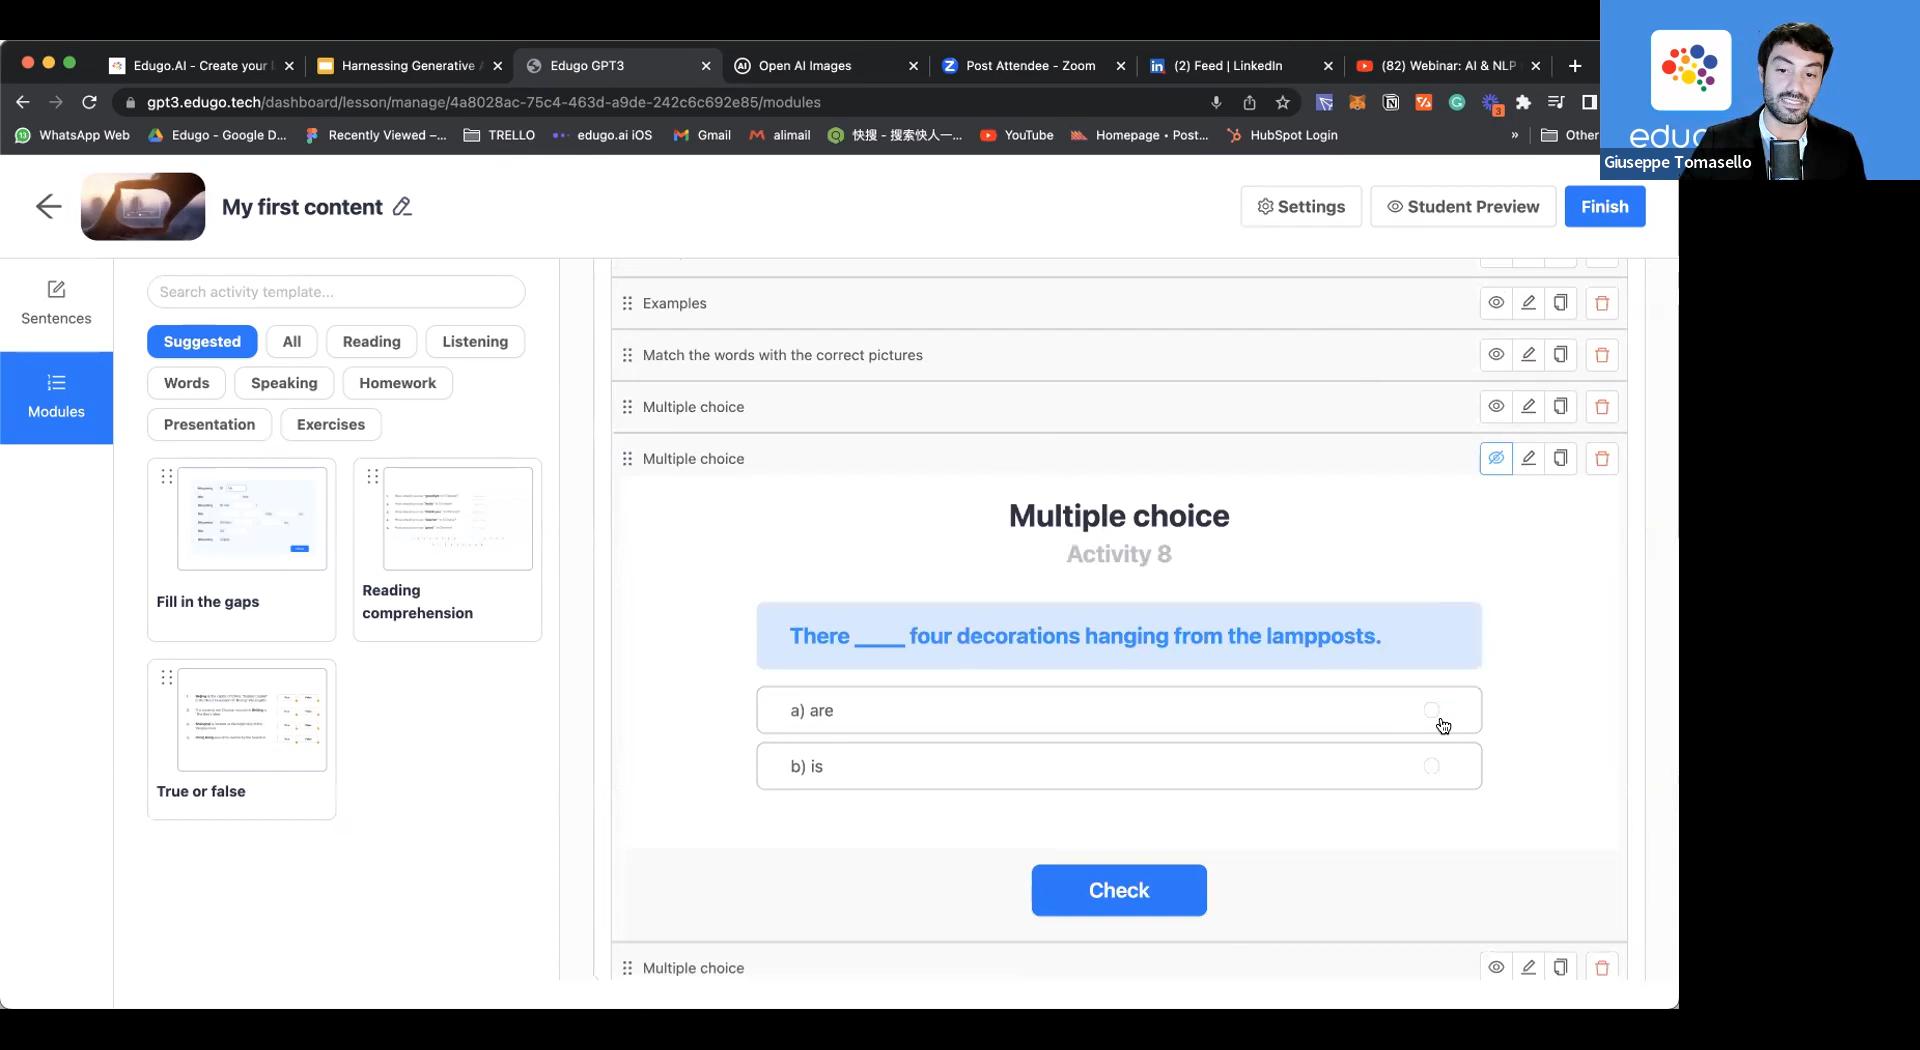 Edugo.AI - Create your
Harnessing Generative A
Edugo GPT3
Open AI Images
Post Attendee - Zoom
(2) Feed | LinkedIn
(82) Webinar: AI & NLP
gpt3.edugo.tech/dashboard/lesson/manage/4a8028ac-75c4-463d-a9de-242c6c692e85/modules
3
13
WhatsApp Web
Edugo - Google D...
Recently Viewed –...
TRELLO
edugo.ai iOS
Gmail
alimail
快搜 - 搜索快人一...
YouTube
Homepage • Post...
HubSpot Login
»
Other
edugo
Giuseppe Tomasello
My first content
Settings
Student Preview
Finish
Sentences
Modules
Search activity template...
Suggested
All
Reading
Listening
Words
Speaking
Homework
Presentation
Exercises
Fill in the gaps
Reading
comprehension
True or false
Examples
Match the words with the correct pictures
Multiple choice
Multiple choice
Multiple choice
Activity 8
There _____ four decorations hanging from the lampposts.
a) are
b) is
Check
Multiple choice